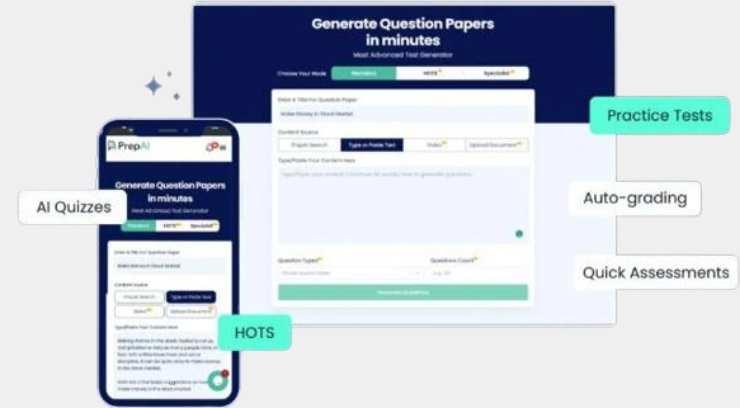 Generate Question Papers
in minutes
Most Advanced Test Generator
Choose Your Mode
Standard
HOTS
Specialist
Enter A Title For Question Paper
Make Money In Stock Market
Content Source
PrepAI Search
Type or Paste Text
Video
Upload Document
Type/Paste Your Content Here
Question Types
Questions Count
Generate Questions
Practice Tests
Auto-grading
Quick Assessments
AI Quizzes
HOTS
PrepAI
Generate Question Papers
in minutes
Most Advanced Test Generator
Standard
HOTS
Specialist
Enter A Title For Question Paper
Make Money In Stock Market
Content Source
PrepAI Search
Type or Paste Text
Video
Upload Document
Type/Paste Your Content Here